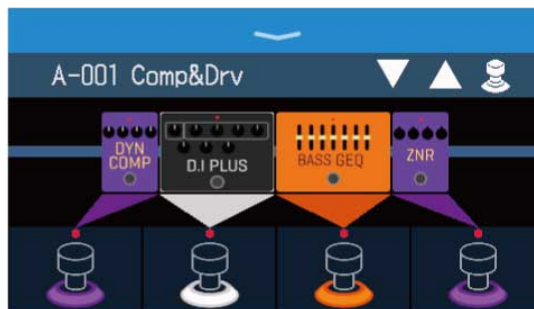 A-001 Comp&Drv
DYN
COMP
D.I PLUS
BASS GEQ
ZNR